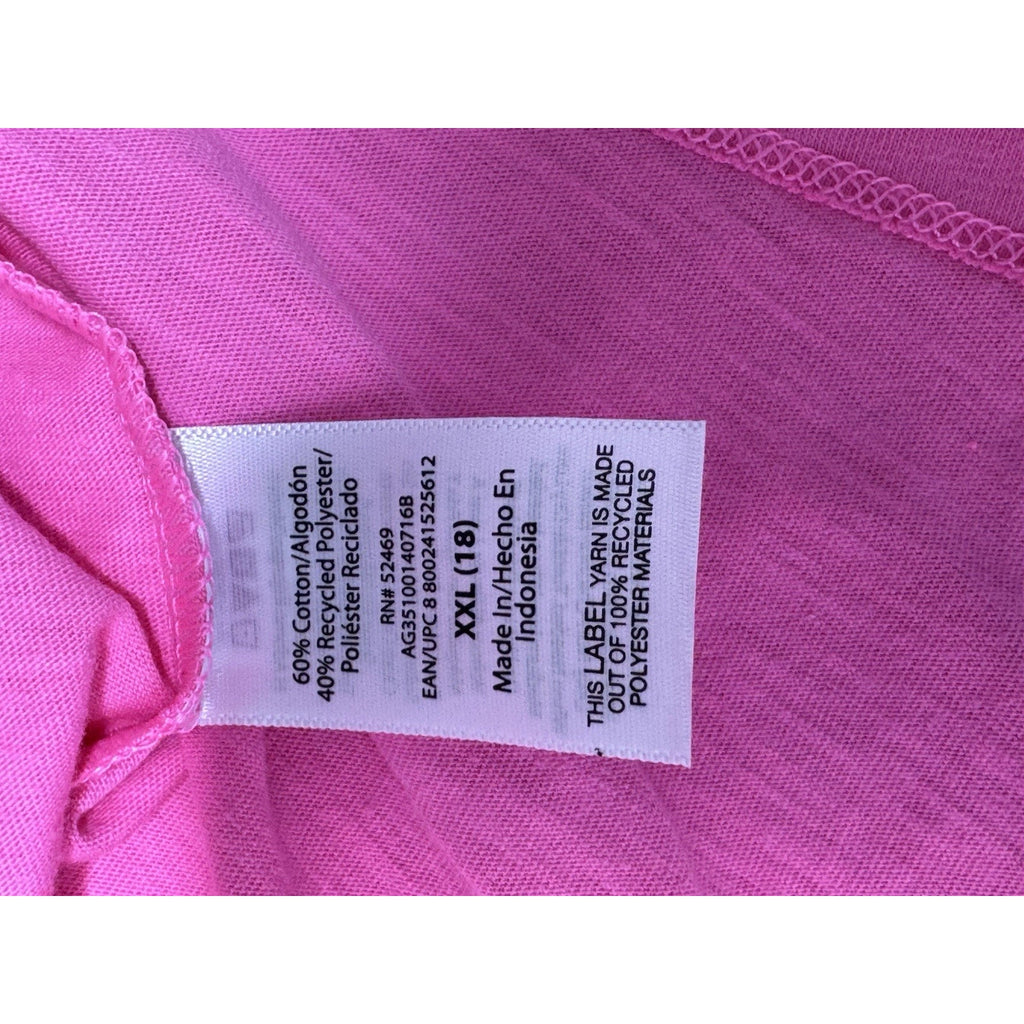 60% Cotton/Algodón
40% Recycled Polyester/
Poliéster Reciclado
RN# 52469
AG35100140716B
EAN/UPC 8 800241525612
XXL (18)
Made In/Hecho En
Indonesia
THIS LABEL YARN IS MADE
OUT OF 100% RECYCLED
POLYESTER MATERIALS